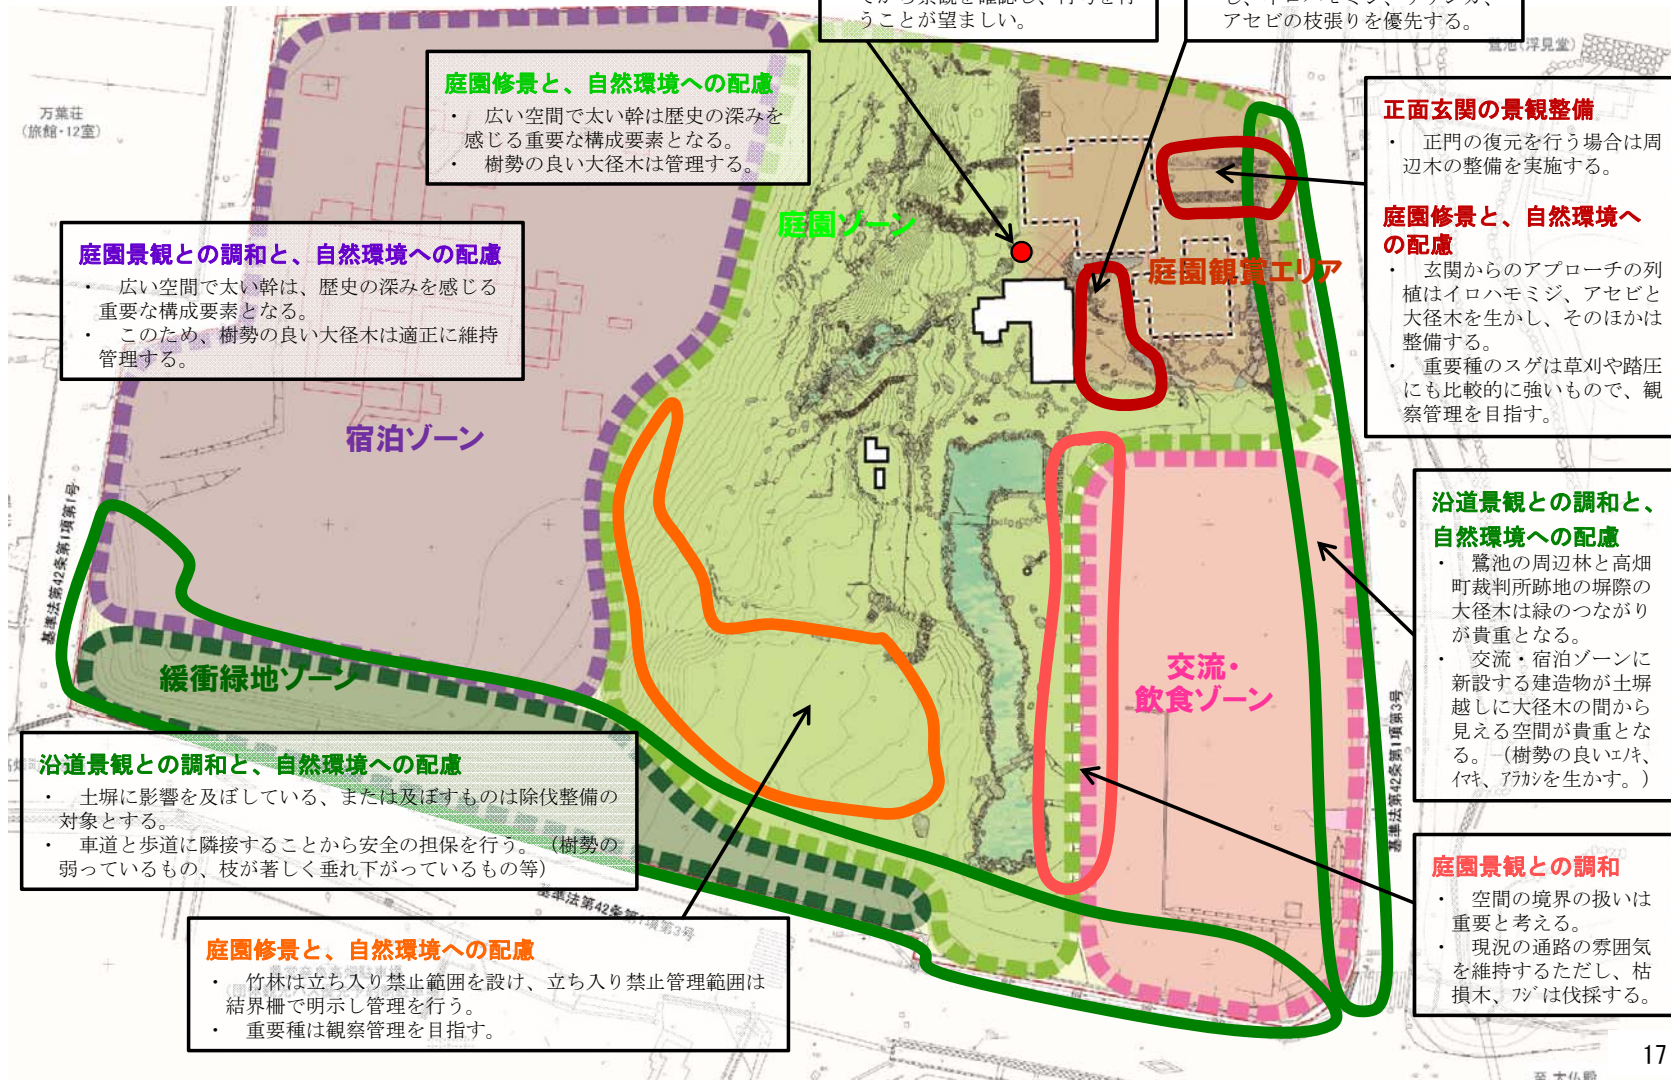 うことが望ましい。
アセビの枝張りを優先する。
鷺池(浮見堂)
万葉荘
(旅館・12室)
庭園修景と、自然環境への配慮
・ 広い空間で太い幹は歴史の深みを
感じる重要な構成要素となる。
・ 樹勢の良い大径木は管理する。
庭園景観との調和と、自然環境への配慮
・ 広い空間で太い幹は、歴史の深みを感じる
重要な構成要素となる。
・ このため、樹勢の良い大径木は適正に維持
管理する。
庭園ゾーン
庭園観賞エリア
宿泊ゾーン
正面玄関の景観整備
・ 正門の復元を行う場合は周
辺木の整備を実施する。
庭園修景と、自然環境へ
の配慮
・ 玄関からのアプローチの列
植はイロハモミジ、アセビと
大径木を生かし、そのほかは
整備する。
・ 重要種のスゲは草刈や踏圧
にも比較的に強いもので、観
察管理を目指す。
基準法第42条第1項第1号
緩衝緑地ゾーン
交流・
飲食ゾーン
沿道景観との調和と、
自然環境への配慮
・ 鷺池の周辺林と高畑
町裁判所跡地の塀際の
大径木は緑のつながり
が貴重となる。
・ 交流・宿泊ゾーンに
新設する建造物が土塀
越しに大径木の間から
見える空間が貴重とな
る。 (樹勢の良いエノキ、
イマキ、アラカシを生かす。)
基準法第42条第1項第3号
沿道景観との調和と、自然環境への配慮
・ 土塀に影響を及ぼしている、または及ぼすものは除伐整備の
対象とする。
・ 車道と歩道に隣接することから安全の担保を行う。 (樹勢の
弱っているもの、枝が著しく垂れ下がっているもの等)
基準法第42条第1項第3号
庭園修景と、自然環境への配慮
・ 竹林は立ち入り禁止範囲を設け、立ち入り禁止管理範囲は
結界柵で明示し管理を行う。
・ 重要種は観察管理を目指す。
庭園景観との調和
・ 空間の境界の扱いは
重要と考える。
・ 現況の通路の雰囲気
を維持するただし、枯
損木、フジは伐採する。
17
至 大仏殿